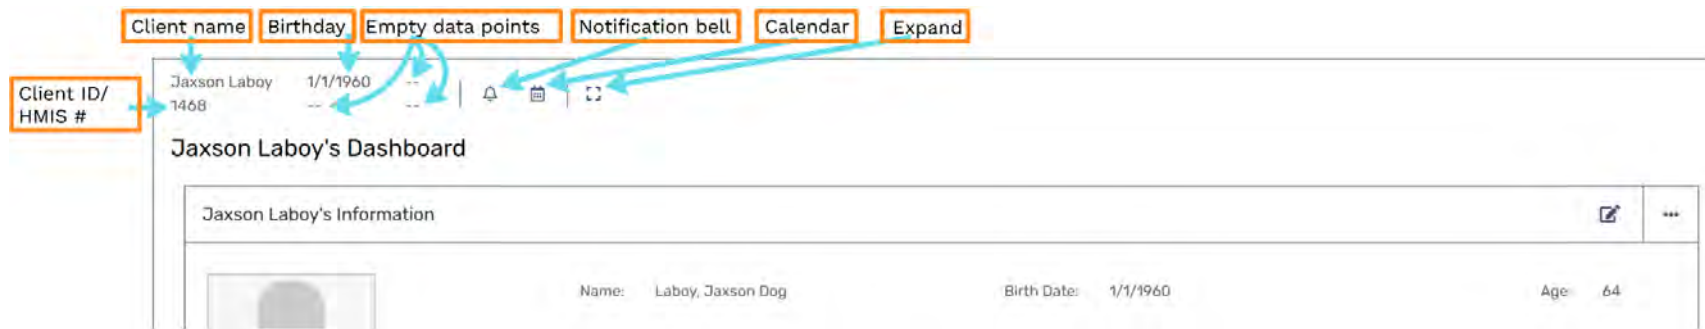 Client name Birthday Empty data points Notification bell Calendar Expand
Client ID/
HMIS #
Jaxson Laboy 1/1/1960 --
1468 -- --
Jaxson Laboy's Dashboard
Jaxson Laboy's Information
Name: Laboy, Jaxson Dog Birth Date: 1/1/1960 Age: 64